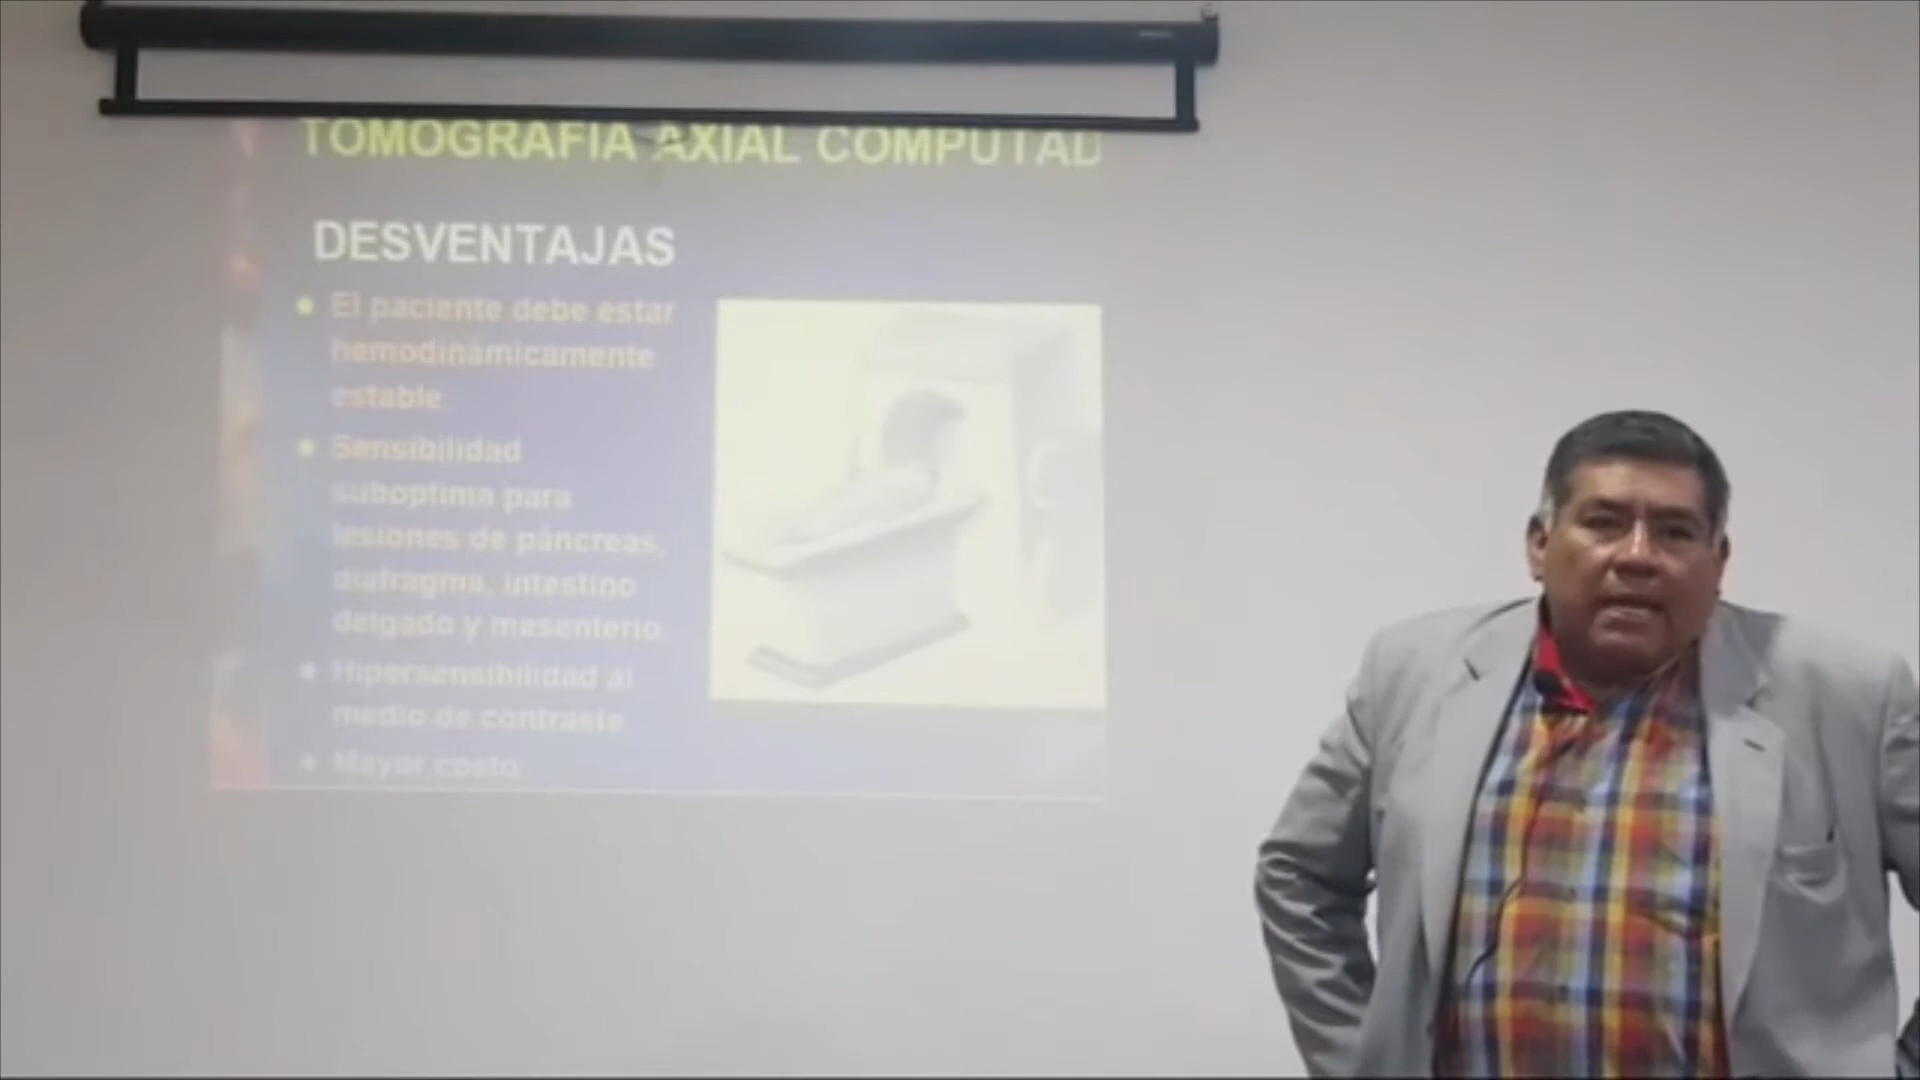 TOMOGRAFIA AXIAL COMPUTAD
DESVENTAJAS
El paciente debe estar
hemodinámicamente
estable.
Sensibilidad
suboptima para
lesiones de páncreas,
diafragma, intestino
delgado y mesenterio.
Hipersensibilidad al
medio de contraste
Mayor costo.